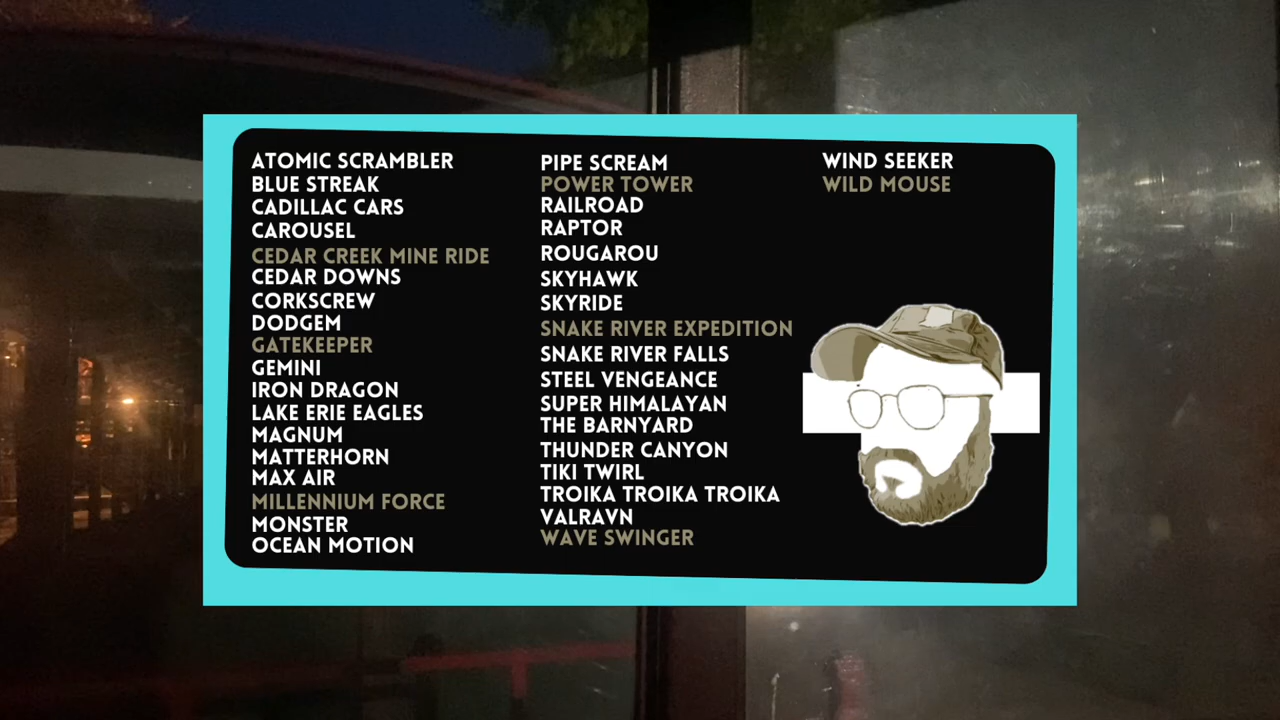 ATOMIC SCRAMBLER
BLUE STREAK
CADILLAC CARS
CAROUSEL
CEDAR CREEK MINE RIDE
CEDAR DOWNS
CORKSCREW
DODGEM
GATEKEEPER
GEMINI
IRON DRAGON
LAKE ERIE EAGLES
MAGNUM
MATTERHORN
MAX AIR
MILLENNIUM FORCE
MONSTER
OCEAN MOTION
PIPE SCREAM
POWER TOWER
RAILROAD
RAPTOR
ROUGAROU
SKYHAWK
SKYRIDE
SNAKE RIVER EXPEDITION
SNAKE RIVER FALLS
STEEL VENGEANCE
SUPER HIMALAYAN
THE BARNYARD
THUNDER CANYON
TIKI TWIRL
TROIKA TROIKA TROIKA
VALRAVN
WAVE SWINGER
WIND SEEKER
WILD MOUSE